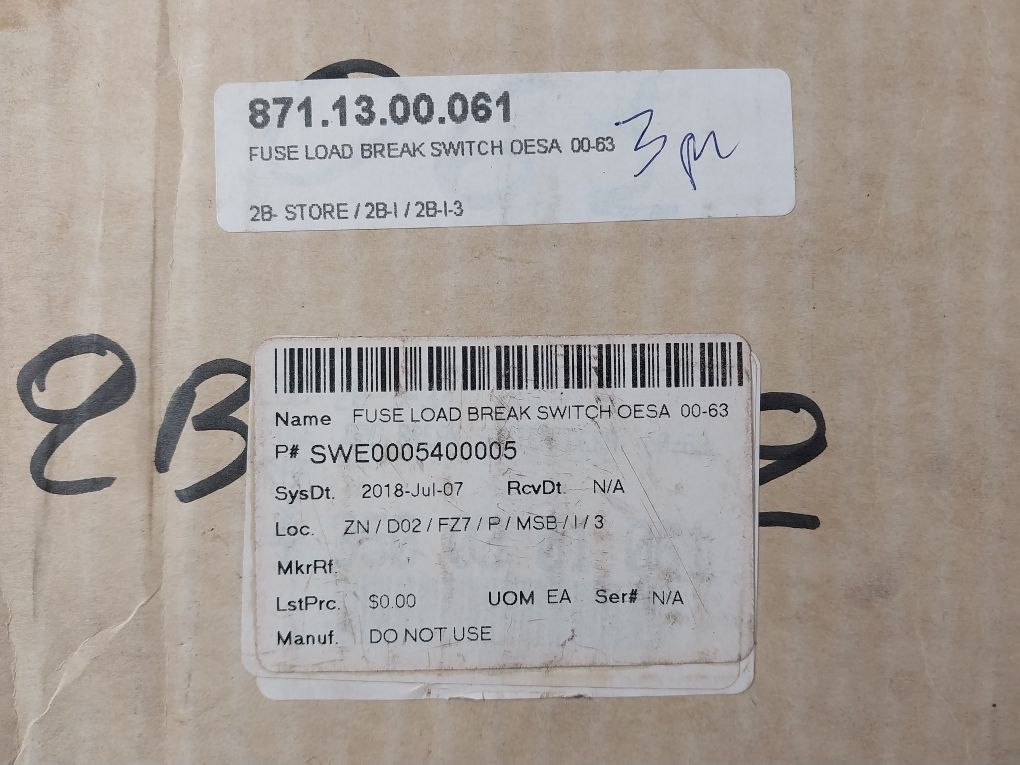 871.13.00.061
FUSE LOAD BREAK SWITCH OESA 00-63
2B- STORE / 2B-I / 2B-I-3
2B
Name FUSE LOAD BREAK SWITCH OESA 00-63
P# SWE0005400005
SysDt. 2018-Jul-07 RcvDt. N/A
Loc. ZN / D02 / FZ7 / P / MSB / I / 3
MkrRf.
LstPrc. $0.00 UOM EA Ser# N/A
Manuf. DO NOT USE